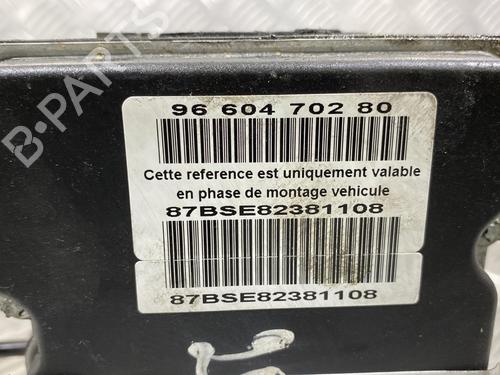 96 604 702 80
Cette reference est uniquement valable
en phase de montage vehicule
87BSE82381108
87BSE82381108
B-PARTS